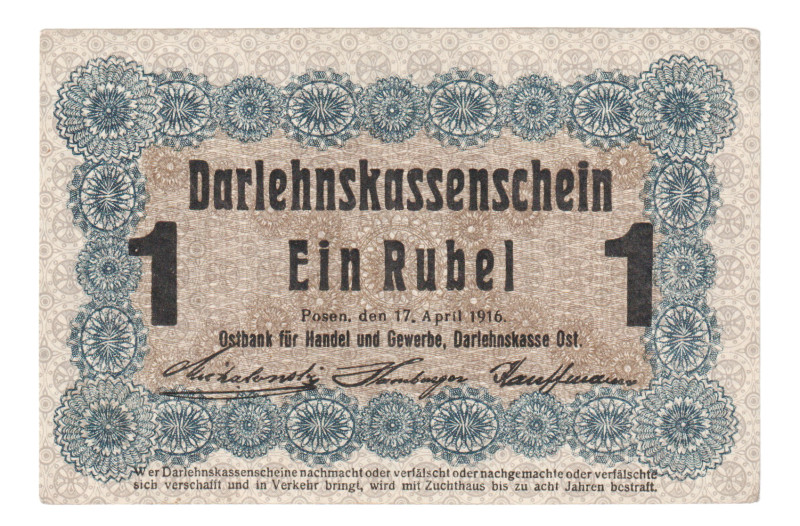 Darlehnskassenschein
1 Ein Rubel 1
Posen, den 17. April 1916.
Ostbank für Handel und Gewerbe, Darlehnskasse Ost.
Hamburger Kauffmann
Wer Darlehnskassenscheine nachmacht oder verfälscht oder nachgemachte oder verfälschte
sich verschafft und in Verkehr bringt, wird mit Zuchthaus bis zu acht Jahren bestraft.